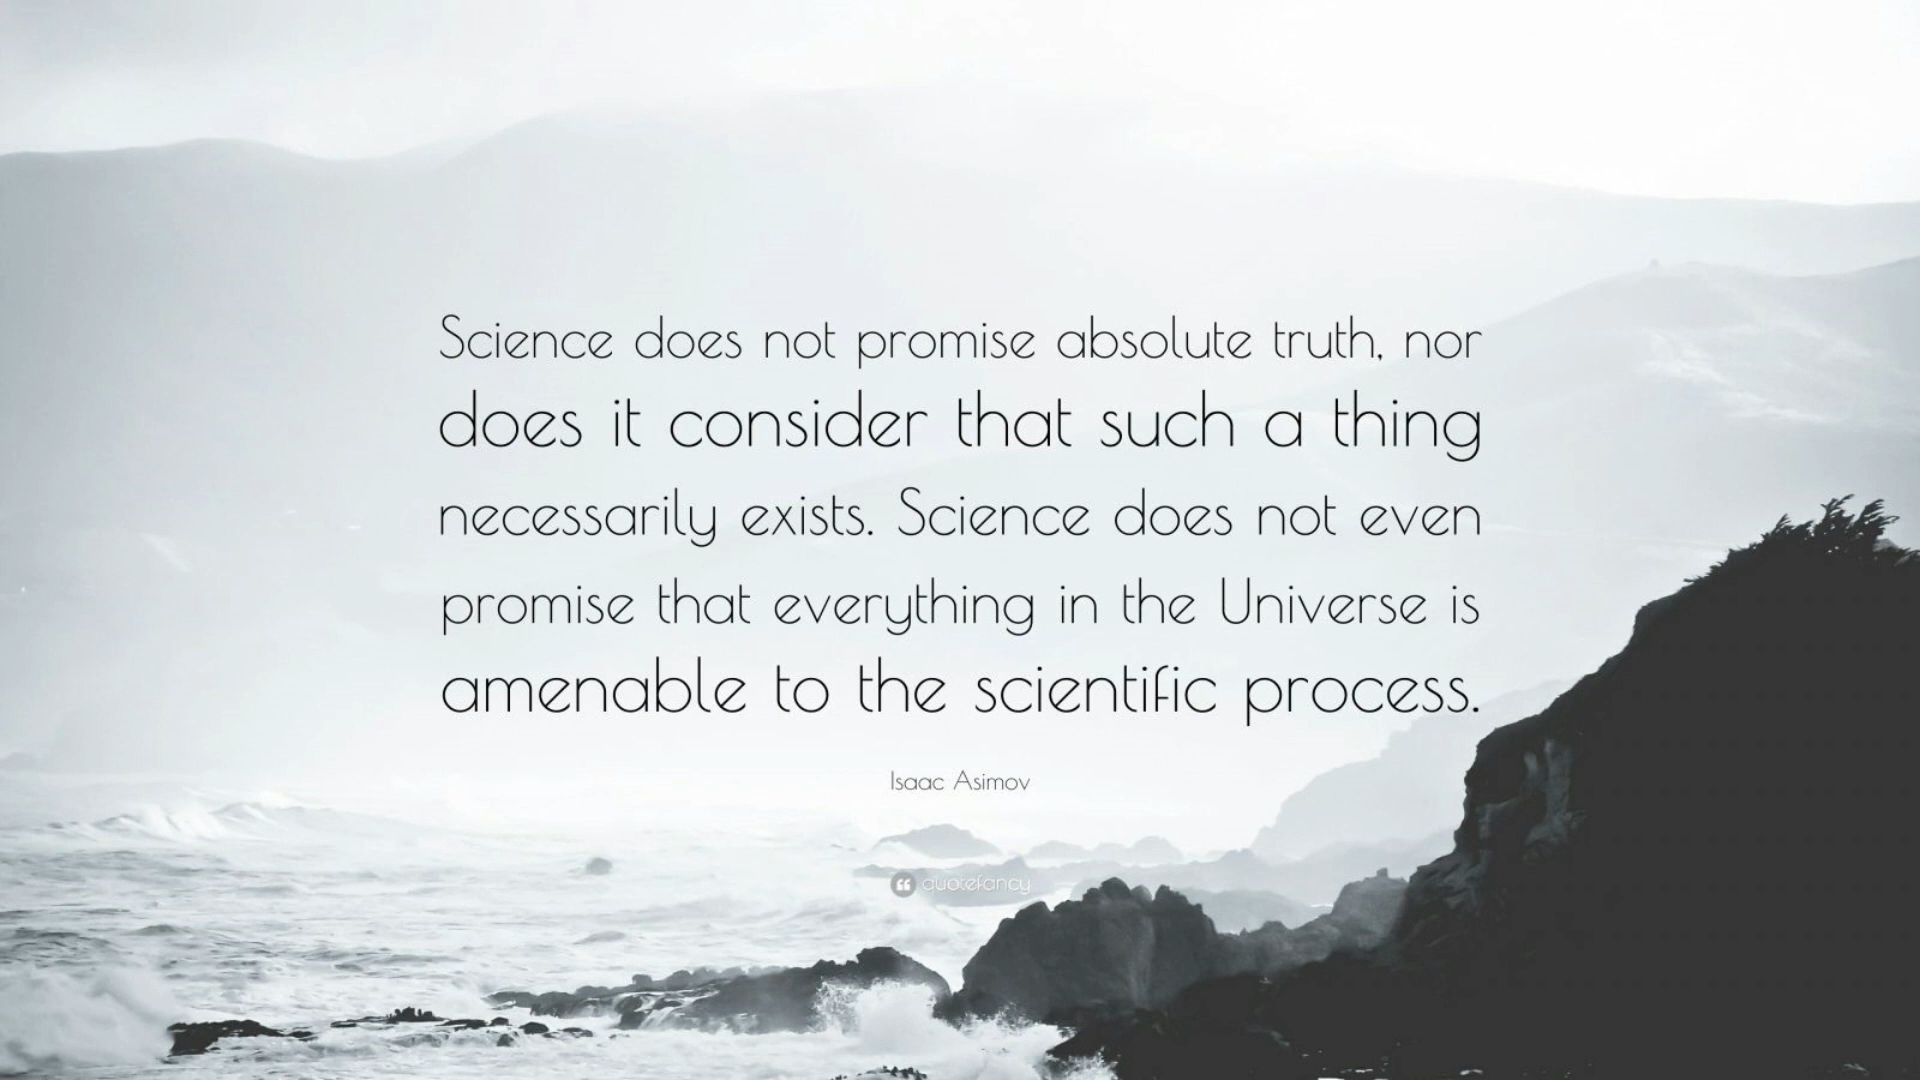 Science does not promise absolute truth, nor
does it consider that such a thing
necessarily exists. Science does not even
promise that everything in the Universe is
amenable to the scientific process.
Isaac Asimov
quotefancy